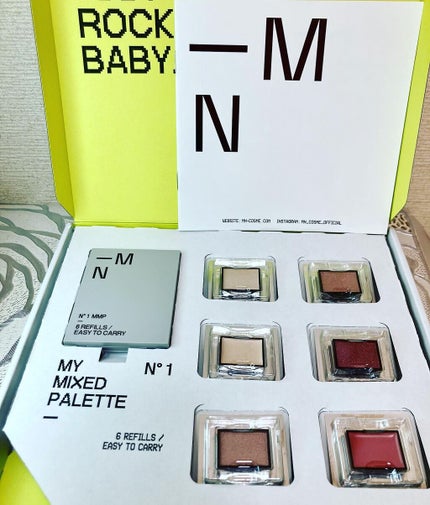 ROCK
BABY.
—M
N
WEBSITE: MN-COSME.COM INSTAGRAM: MN_COSME_OFFICIAL
—M
N
N°1 MMP
6 REFILLS /
EASY TO CARRY
MY N°1
MIXED
PALETTE
—
6 REFILLS /
EASY TO CARRY